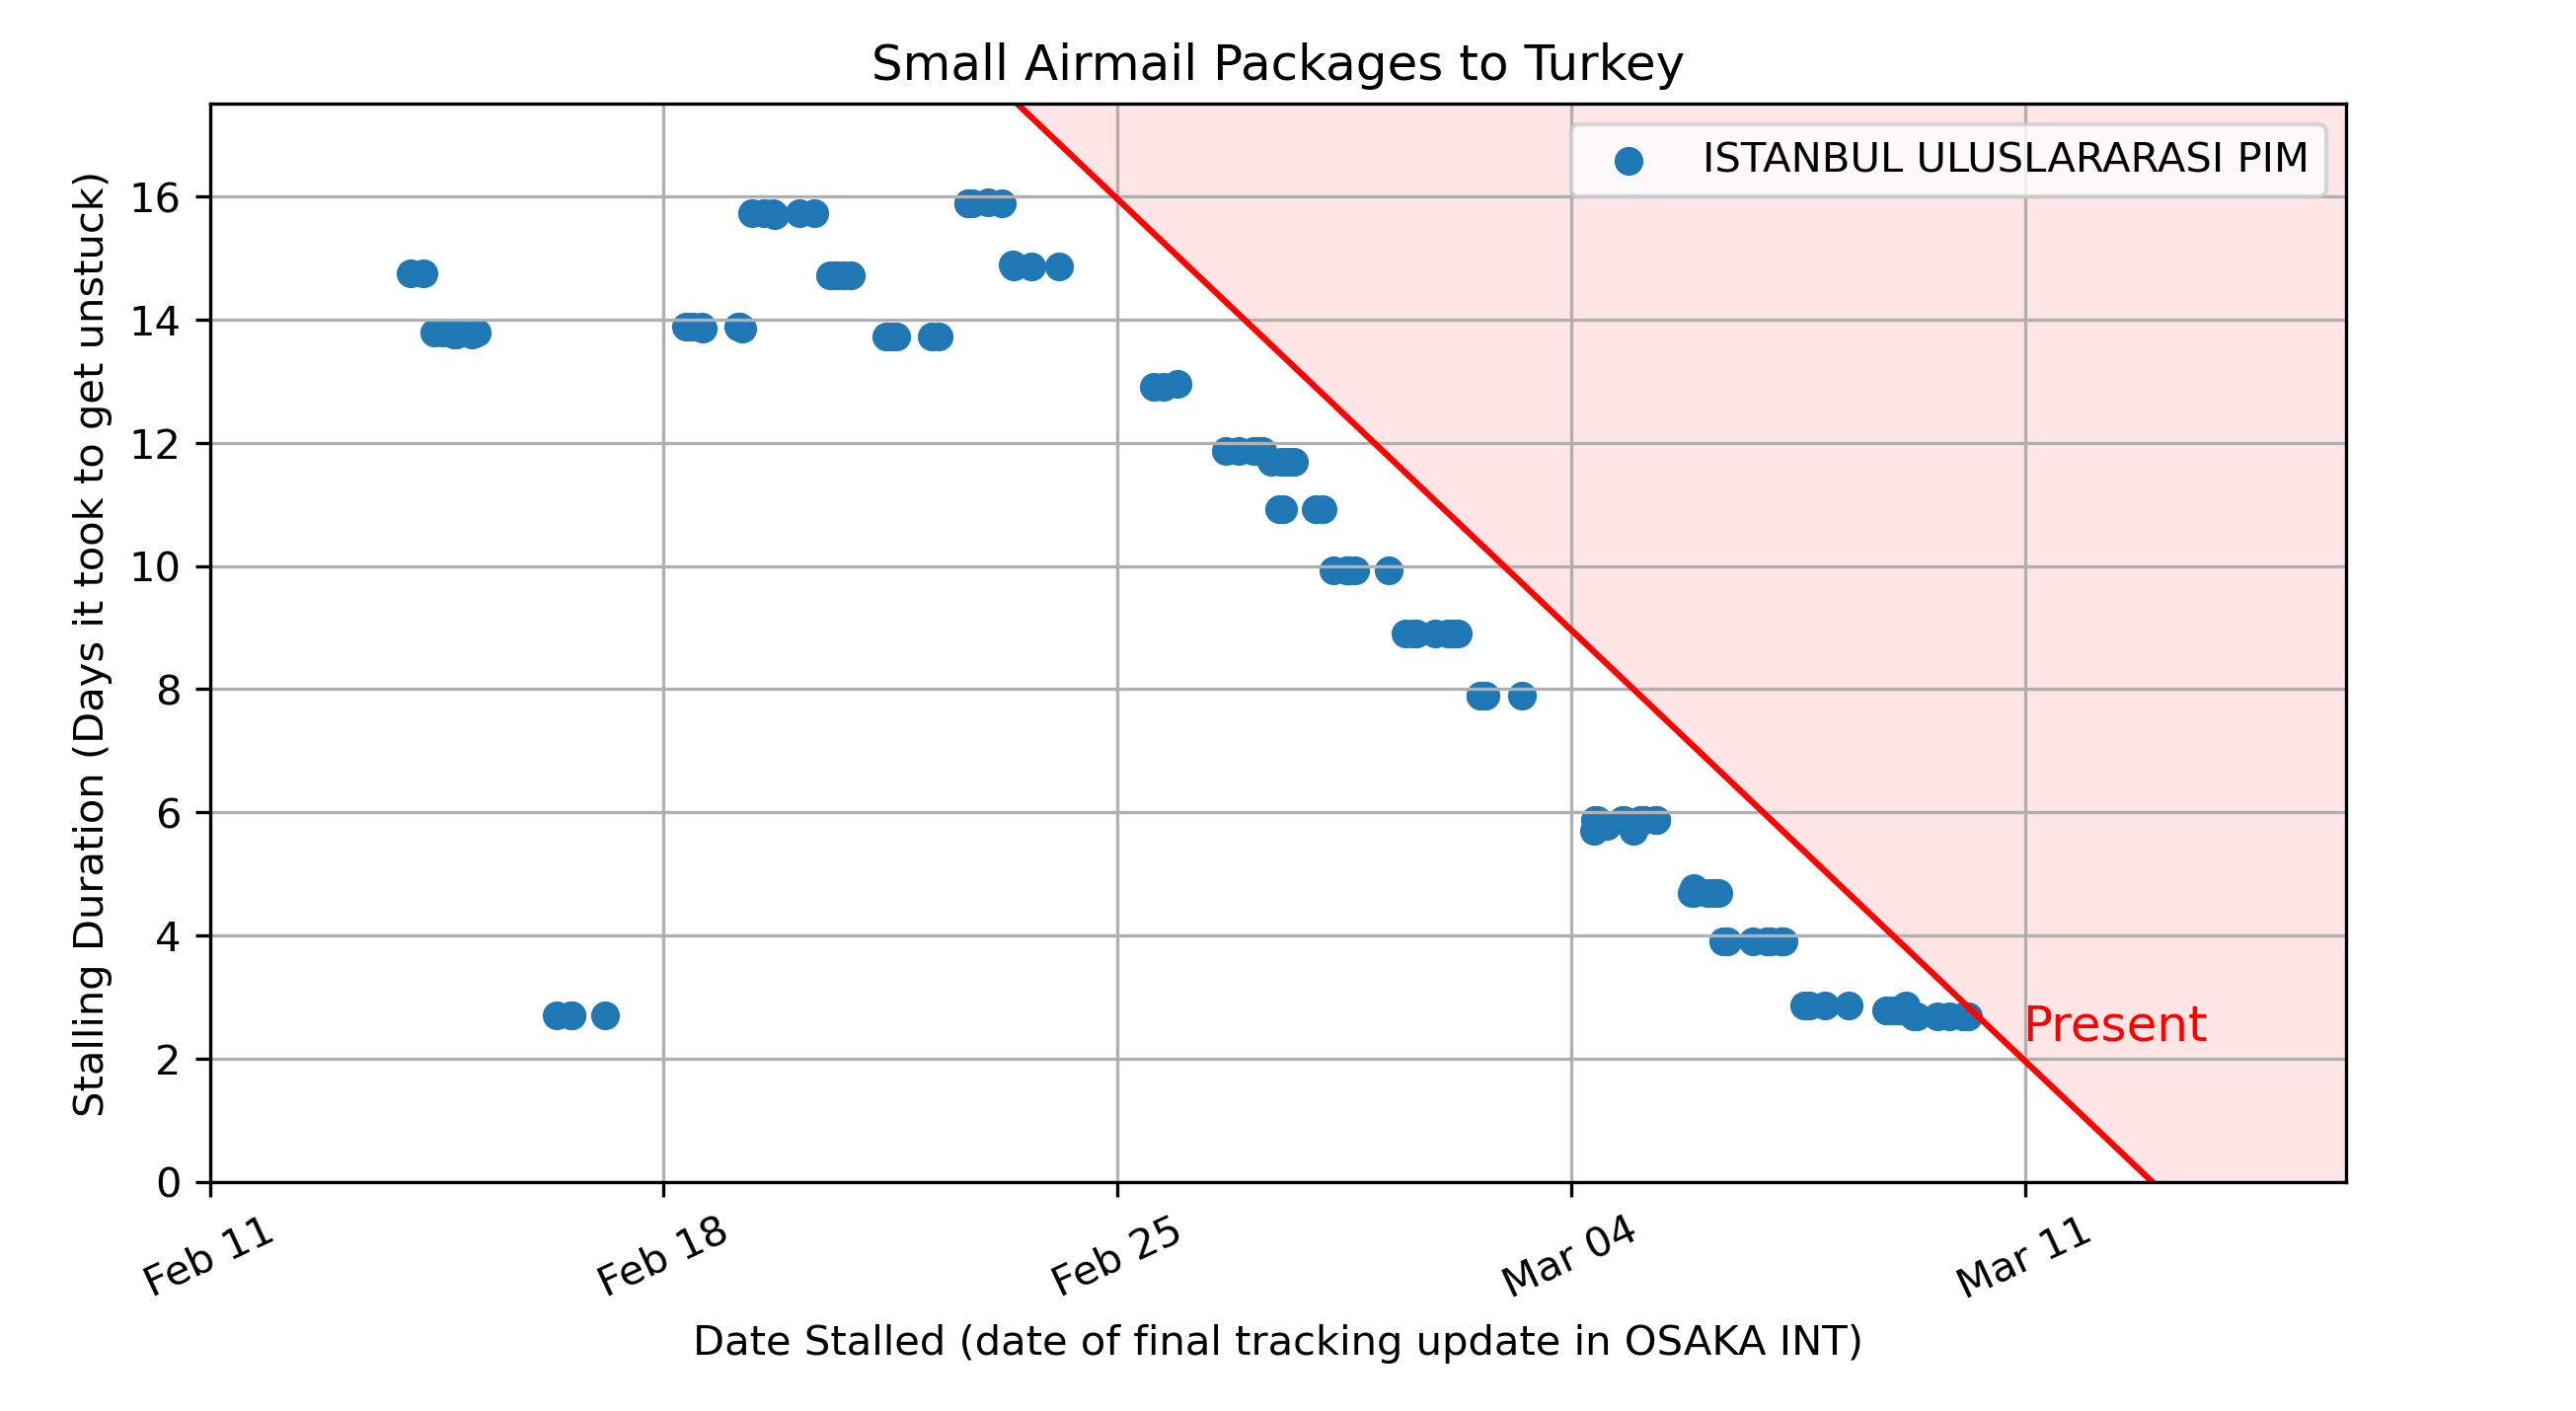 Small Airmail Packages to Turkey
ISTANBUL ULUSLARARASI PIM
Stalling Duration (Days it took to get unstuck)
16
14
12
10
8
6
4
2
0
Present
Feb 11
Feb 18
Feb 25
Mar 04
Mar 11
Date Stalled (date of final tracking update in OSAKA INT)